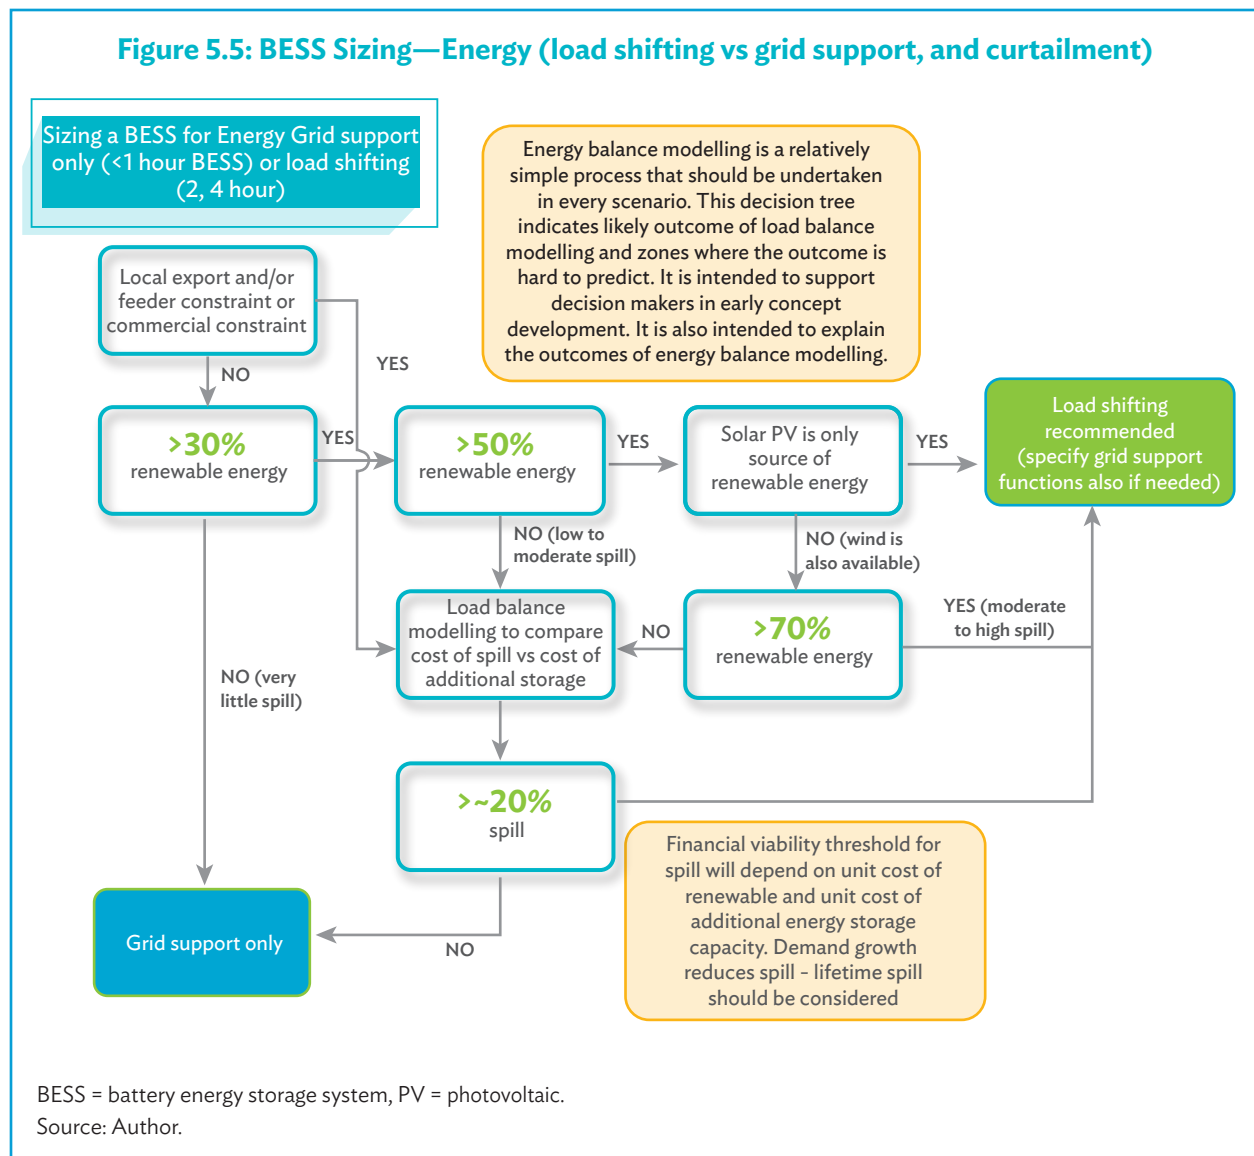 Figure 5.5: BESS Sizing—Energy (load shifting vs grid support, and curtailment)
Sizing a BESS for Energy Grid support
only (<1 hour BESS) or load shifting
(2, 4 hour)
Energy balance modelling is a relatively
simple process that should be undertaken
in every scenario. This decision tree
indicates likely outcome of load balance
modelling and zones where the outcome is
hard to predict. It is intended to support
decision makers in early concept
development. It is also intended to explain
the outcomes of energy balance modelling.
Local export and/or
feeder constraint or
commercial constraint
NO
YES
>30%
renewable energy
YES
>50%
renewable energy
YES
Solar PV is only
source of
renewable energy
YES
Load shifting
recommended
(specify grid support
functions also if needed)
NO (low to
moderate spill)
NO (wind is
also available)
Load balance
modelling to compare
cost of spill vs cost of
additional storage
NO
>70%
renewable energy
YES (moderate
to high spill)
NO (very
little spill)
>~20%
spill
Financial viability threshold for
spill will depend on unit cost of
renewable and unit cost of
additional energy storage
capacity. Demand growth
reduces spill – lifetime spill
should be considered
Grid support only
NO
BESS = battery energy storage system, PV = photovoltaic.
Source: Author.